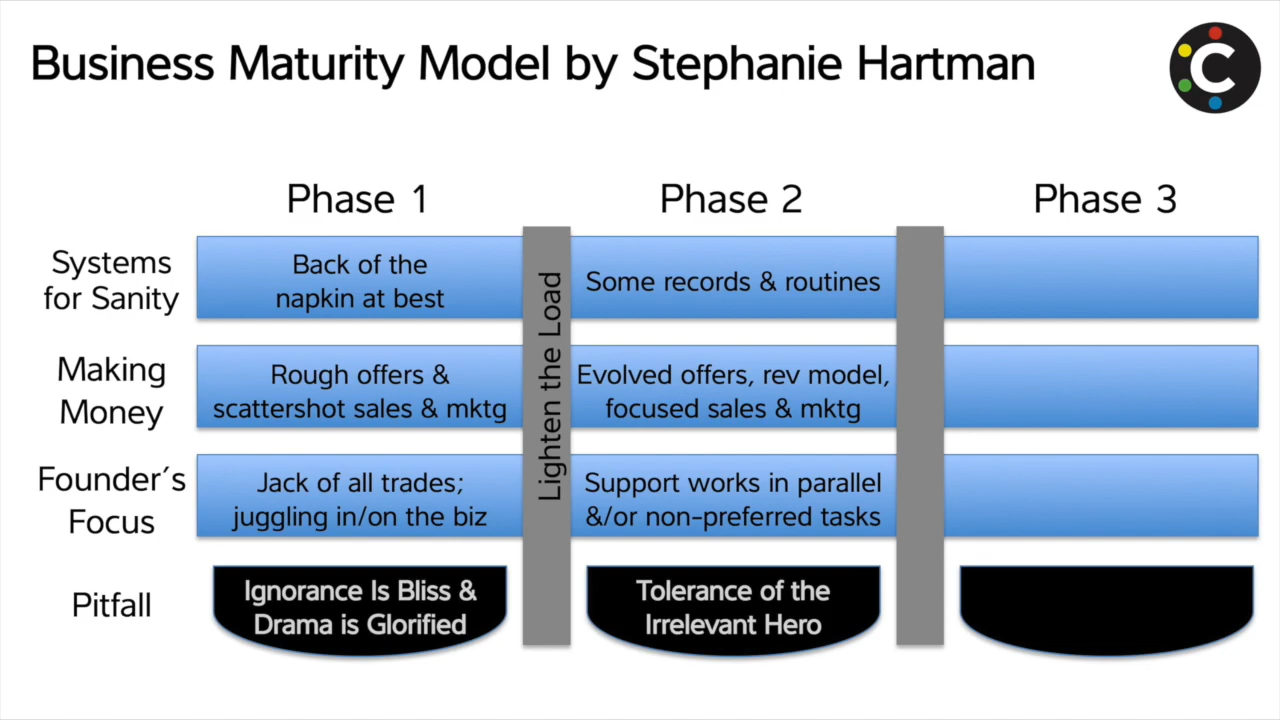 Business Maturity Model by Stephanie Hartman
C
Phase 1
Phase 2
Phase 3
Systems
for Sanity
Back of the
napkin at best
Some records & routines
Making
Money
Rough offers &
scattershot sales & mktg
Evolved offers, rev model,
focused sales & mktg
Founder´s
Focus
Jack of all trades;
juggling in/on the biz
Support works in parallel
&/or non-preferred tasks
Lighten the Load
Pitfall
Ignorance Is Bliss &
Drama is Glorified
Tolerance of the
Irrelevant Hero